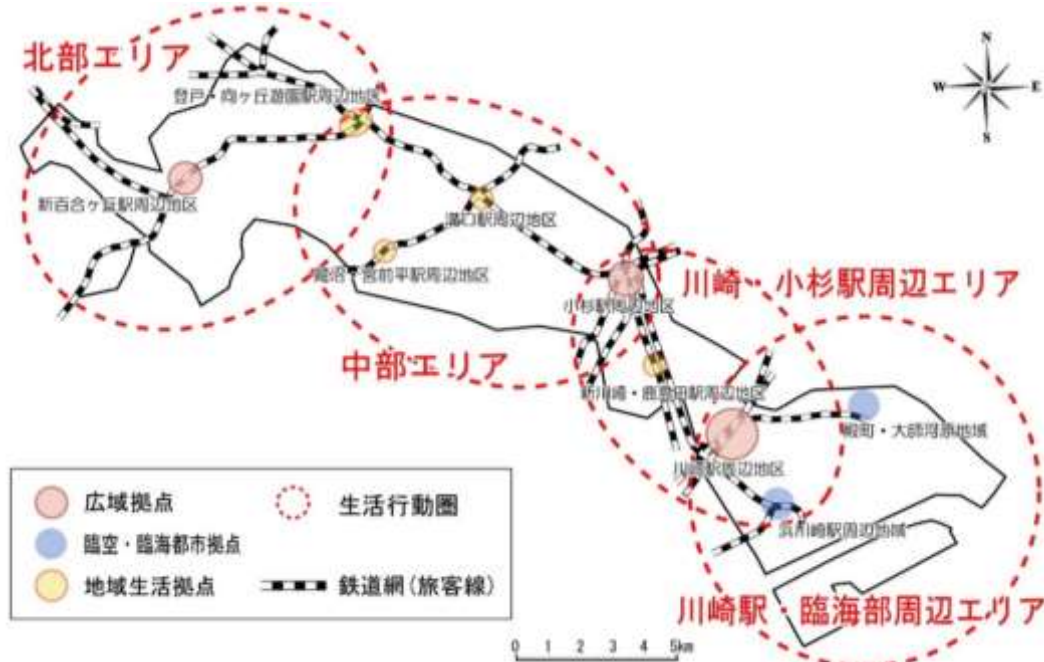 北部エリア
登戸・向ヶ丘遊園駅周辺地区
N
W
E
S
新百合ヶ丘駅周辺地区
溝口駅周辺地区
鷺沼・宮前平駅周辺地区
川崎・小杉駅周辺エリア
小杉駅周辺地区
中部エリア
新川崎・鹿島田駅周辺地区
殿町・大師河原地域
川崎駅周辺地区
浜川崎駅周辺地域
広域拠点
生活行動圏
臨空・臨海都市拠点
地域生活拠点
鉄道網(旅客線)
川崎駅・臨海部周辺エリア
0 1 2 3 4 5km